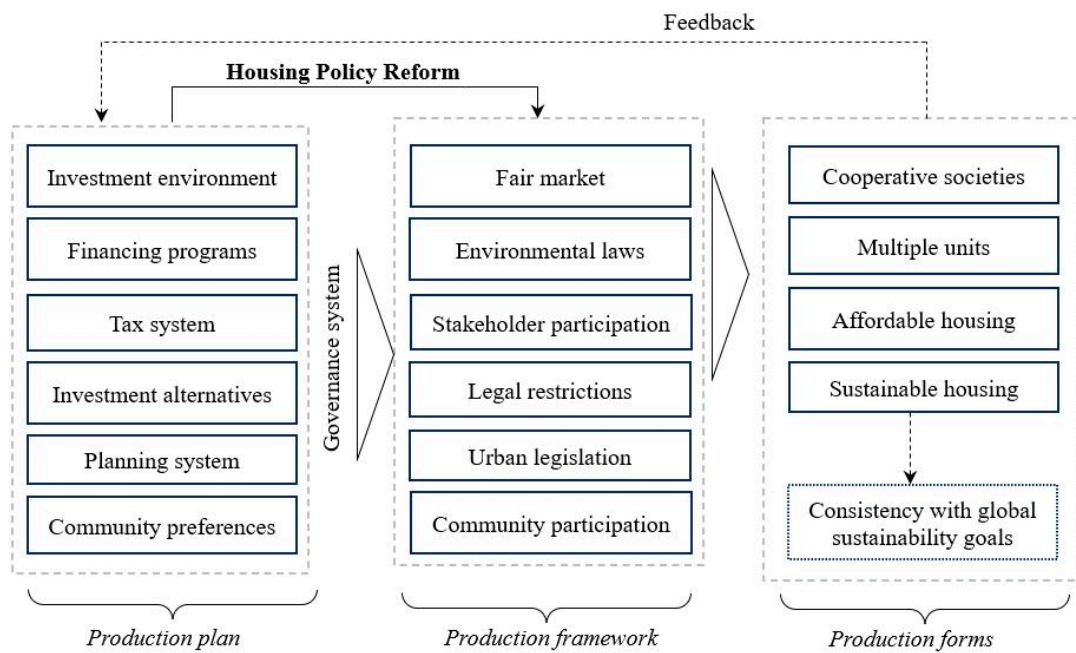 Feedback
Housing Policy Reform
Investment environment
Financing programs
Tax system
Investment alternatives
Planning system
Community preferences
Governance system
Fair market
Environmental laws
Stakeholder participation
Legal restrictions
Urban legislation
Community participation
Cooperative societies
Multiple units
Affordable housing
Sustainable housing
Consistency with global
sustainability goals
Production plan
Production framework
Production forms